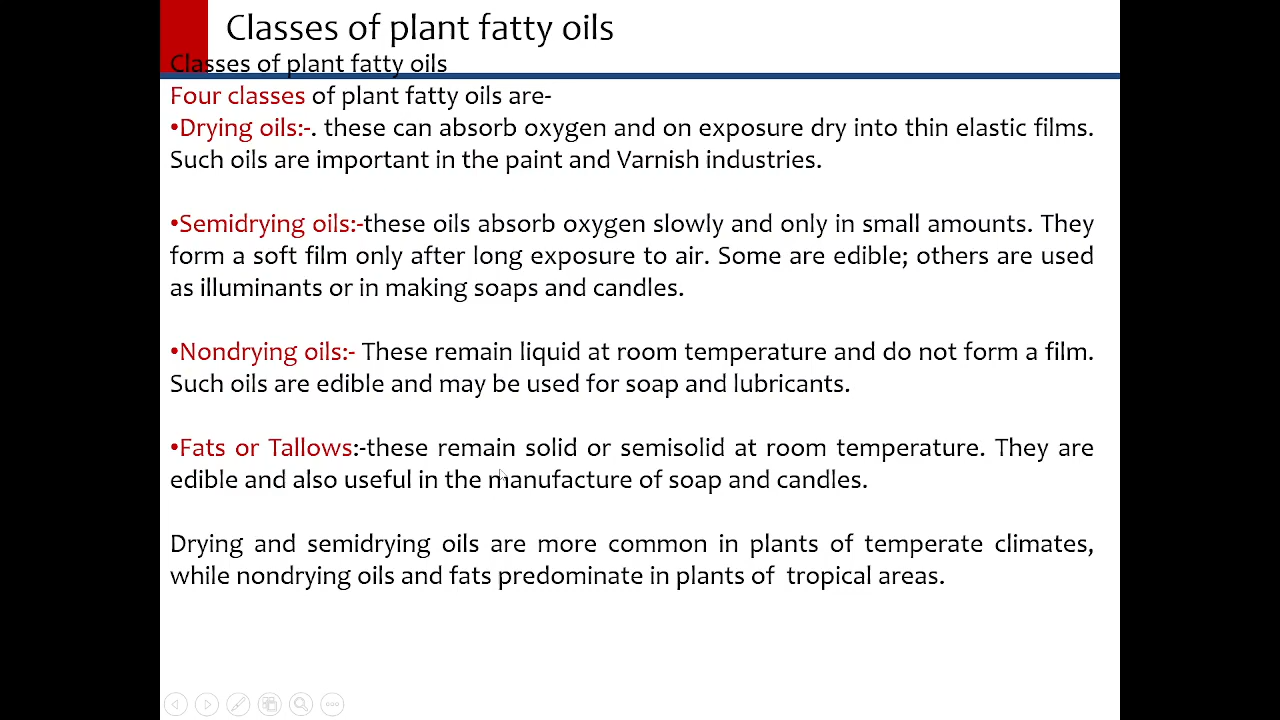 Classes of plant fatty oils
Classes of plant fatty oils
Four classes of plant fatty oils are-
•Drying oils:-. these can absorb oxygen and on exposure dry into thin elastic films.
Such oils are important in the paint and Varnish industries.
•Semidrying oils:-these oils absorb oxygen slowly and only in small amounts. They
form a soft film only after long exposure to air. Some are edible; others are used
as illuminants or in making soaps and candles.
•Nondrying oils:- These remain liquid at room temperature and do not form a film.
Such oils are edible and may be used for soap and lubricants.
•Fats or Tallows:-these remain solid or semisolid at room temperature. They are
edible and also useful in the manufacture of soap and candles.
Drying and semidrying oils are more common in plants of temperate climates,
while nondrying oils and fats predominate in plants of tropical areas.